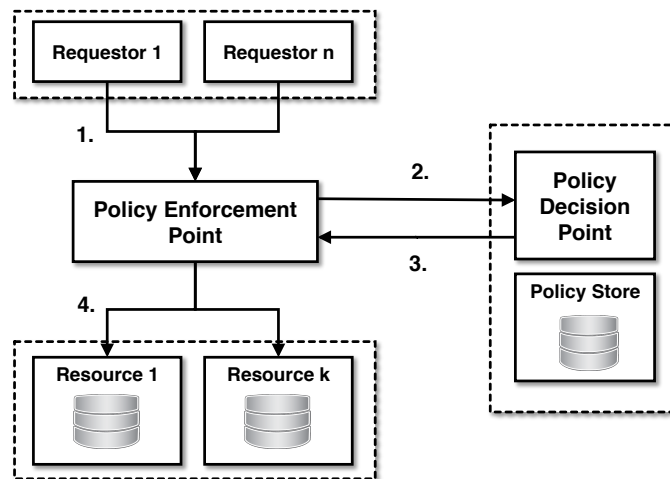 Requestor 1
Requestor n
1.
2.
Policy Enforcement
Point
Policy
Decision
Point
3.
Policy Store
4.
Resource 1
Resource k